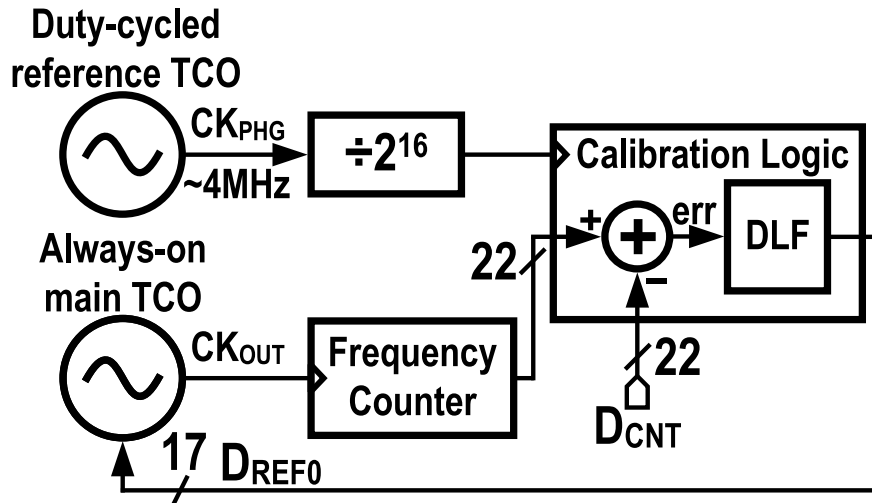 Duty-cycled
reference TCO
CKPHG
~4MHz
÷2¹⁶
Calibration Logic
+
+
err
DLF
−
22
22
DCNT
Always-on
main TCO
CKOUT
Frequency
Counter
17
DREF0